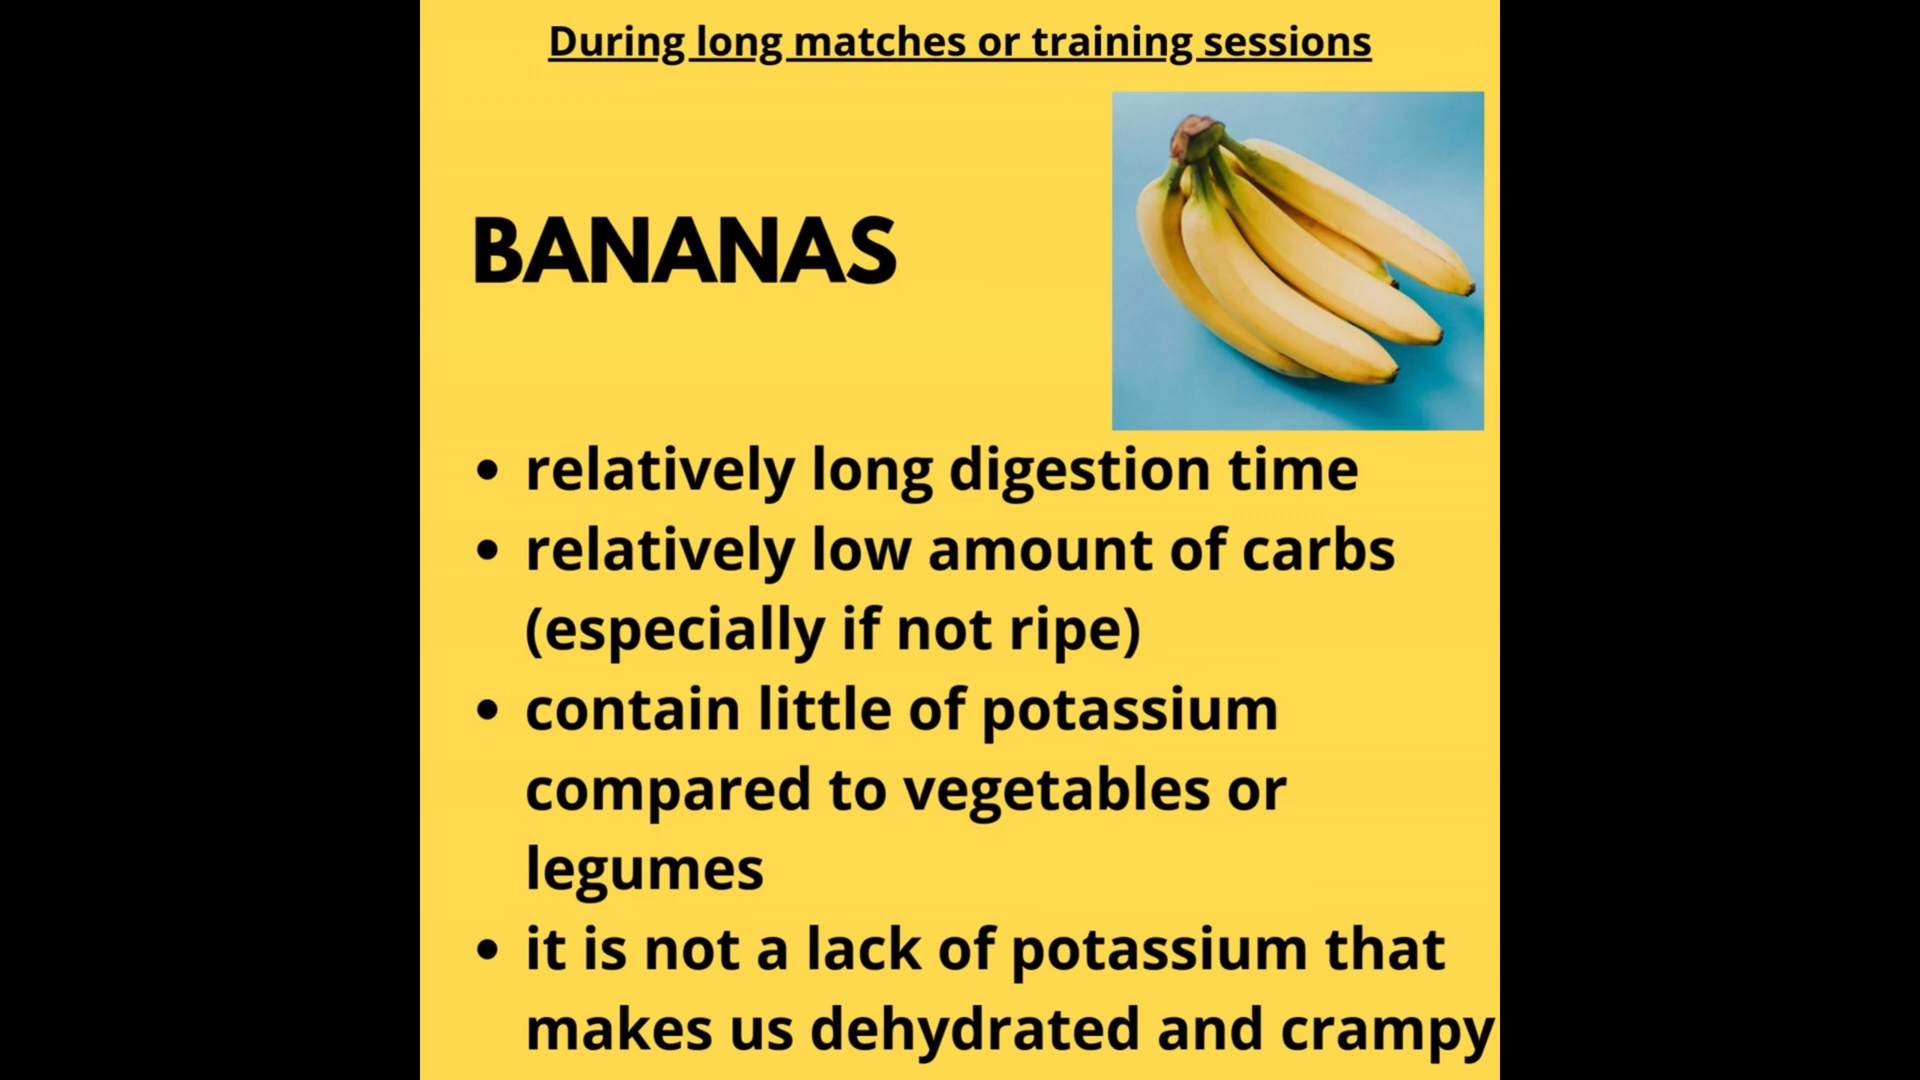 During long matches or training sessions
BANANAS
• relatively long digestion time
• relatively low amount of carbs
(especially if not ripe)
• contain little of potassium
compared to vegetables or
legumes
• it is not a lack of potassium that
makes us dehydrated and crampy